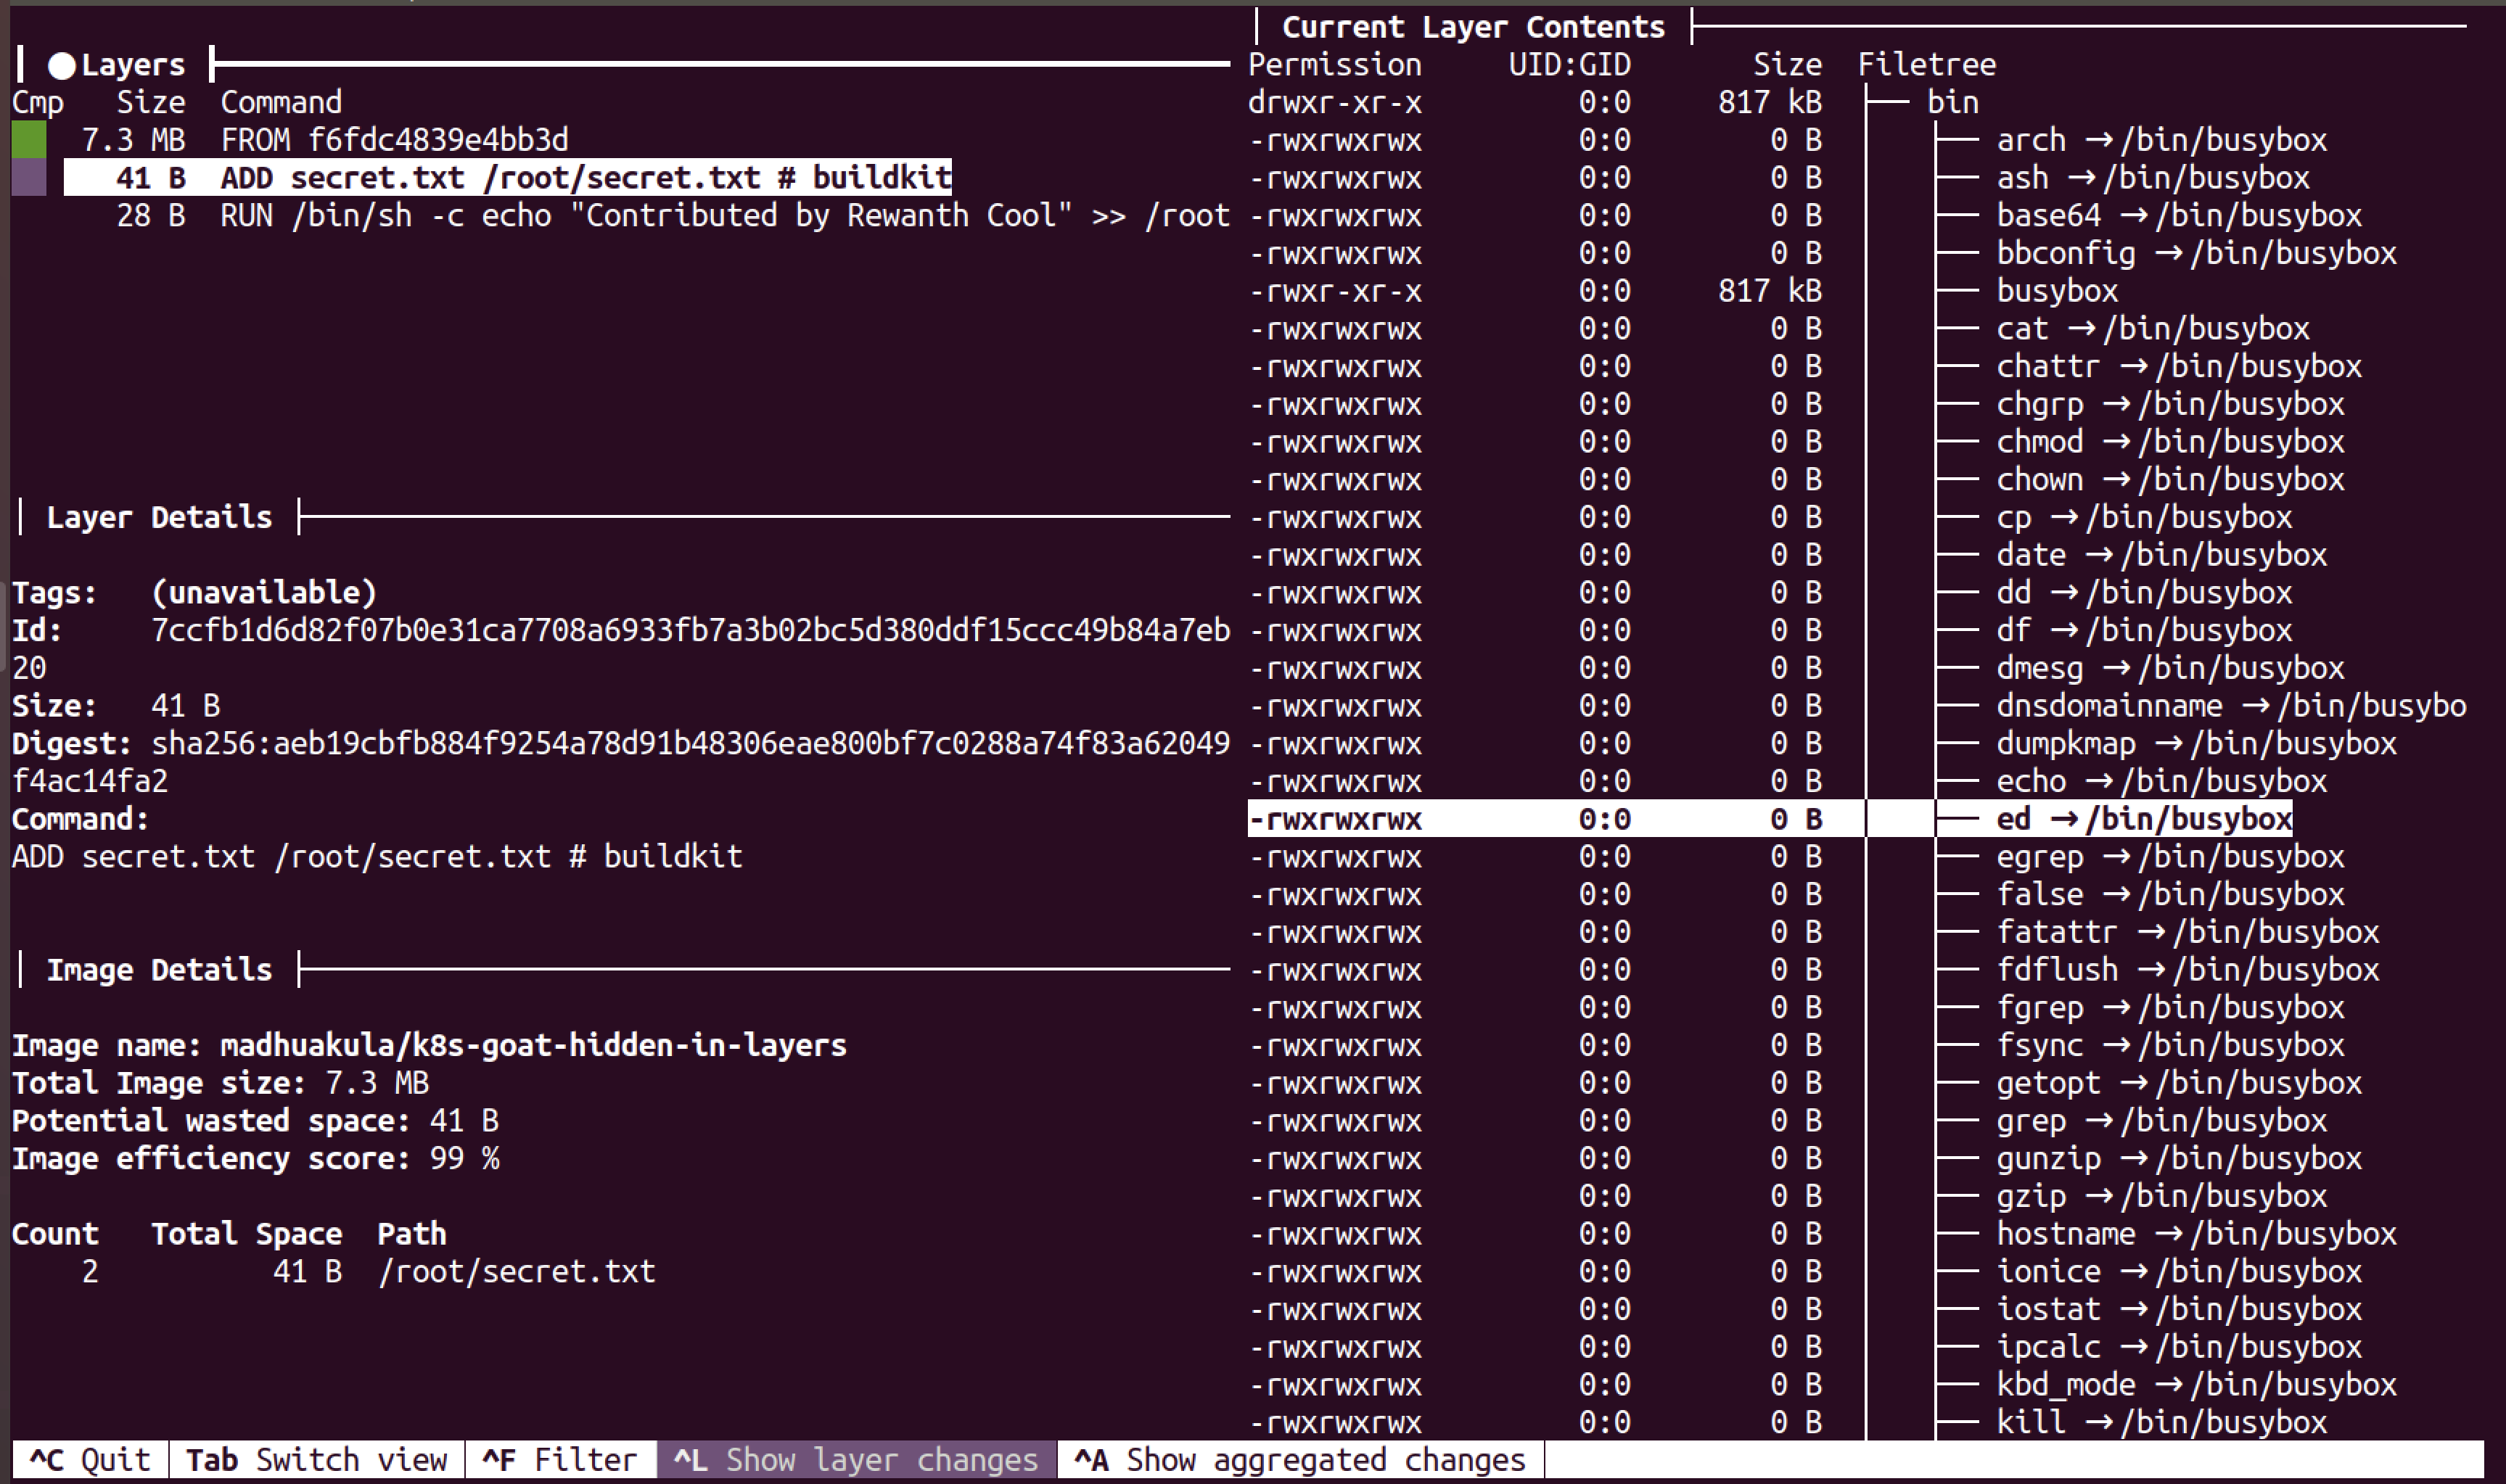 ●Layers
Cmp Size Command
7.3 MB FROM f6fdc4839e4bb3d
41 B ADD secret.txt /root/secret.txt # buildkit
28 B RUN /bin/sh -c echo "Contributed by Rewanth Cool" >> /root
Layer Details
Tags: (unavailable)
Id: 7ccfb1d6d82f07b0e31ca7708a6933fb7a3b02bc5d380ddf15ccc49b84a7eb
20
Size: 41 B
Digest: sha256:aeb19cbfb884f9254a78d91b48306eae800bf7c0288a74f83a62049
f4ac14fa2
Command:
ADD secret.txt /root/secret.txt # buildkit
Image Details
Image name: madhuakula/k8s-goat-hidden-in-layers
Total Image size: 7.3 MB
Potential wasted space: 41 B
Image efficiency score: 99 %
Count Total Space Path
2 41 B /root/secret.txt
Current Layer Contents
Permission UID:GID Size Filetree
drwxr-xr-x 0:0 817 kB bin
-rwxrwxrwx 0:0 0 B arch → /bin/busybox
-rwxrwxrwx 0:0 0 B ash → /bin/busybox
-rwxrwxrwx 0:0 0 B base64 → /bin/busybox
-rwxrwxrwx 0:0 0 B bbconfig → /bin/busybox
-rwxr-xr-x 0:0 817 kB busybox
-rwxrwxrwx 0:0 0 B cat → /bin/busybox
-rwxrwxrwx 0:0 0 B chattr → /bin/busybox
-rwxrwxrwx 0:0 0 B chgrp → /bin/busybox
-rwxrwxrwx 0:0 0 B chmod → /bin/busybox
-rwxrwxrwx 0:0 0 B chown → /bin/busybox
-rwxrwxrwx 0:0 0 B cp → /bin/busybox
-rwxrwxrwx 0:0 0 B date → /bin/busybox
-rwxrwxrwx 0:0 0 B dd → /bin/busybox
-rwxrwxrwx 0:0 0 B df → /bin/busybox
-rwxrwxrwx 0:0 0 B dmesg → /bin/busybox
-rwxrwxrwx 0:0 0 B dnsdomainname → /bin/busybo
-rwxrwxrwx 0:0 0 B dumpkmap → /bin/busybox
-rwxrwxrwx 0:0 0 B echo → /bin/busybox
-rwxrwxrwx 0:0 0 B ed → /bin/busybox
-rwxrwxrwx 0:0 0 B egrep → /bin/busybox
-rwxrwxrwx 0:0 0 B false → /bin/busybox
-rwxrwxrwx 0:0 0 B fatattr → /bin/busybox
-rwxrwxrwx 0:0 0 B fdflush → /bin/busybox
-rwxrwxrwx 0:0 0 B fgrep → /bin/busybox
-rwxrwxrwx 0:0 0 B fsync → /bin/busybox
-rwxrwxrwx 0:0 0 B getopt → /bin/busybox
-rwxrwxrwx 0:0 0 B grep → /bin/busybox
-rwxrwxrwx 0:0 0 B gunzip → /bin/busybox
-rwxrwxrwx 0:0 0 B gzip → /bin/busybox
-rwxrwxrwx 0:0 0 B hostname → /bin/busybox
-rwxrwxrwx 0:0 0 B ionice → /bin/busybox
-rwxrwxrwx 0:0 0 B iostat → /bin/busybox
-rwxrwxrwx 0:0 0 B ipcalc → /bin/busybox
-rwxrwxrwx 0:0 0 B kbd_mode → /bin/busybox
-rwxrwxrwx 0:0 0 B kill → /bin/busybox
^C Quit Tab Switch view ^F Filter ^L Show layer changes ^A Show aggregated changes